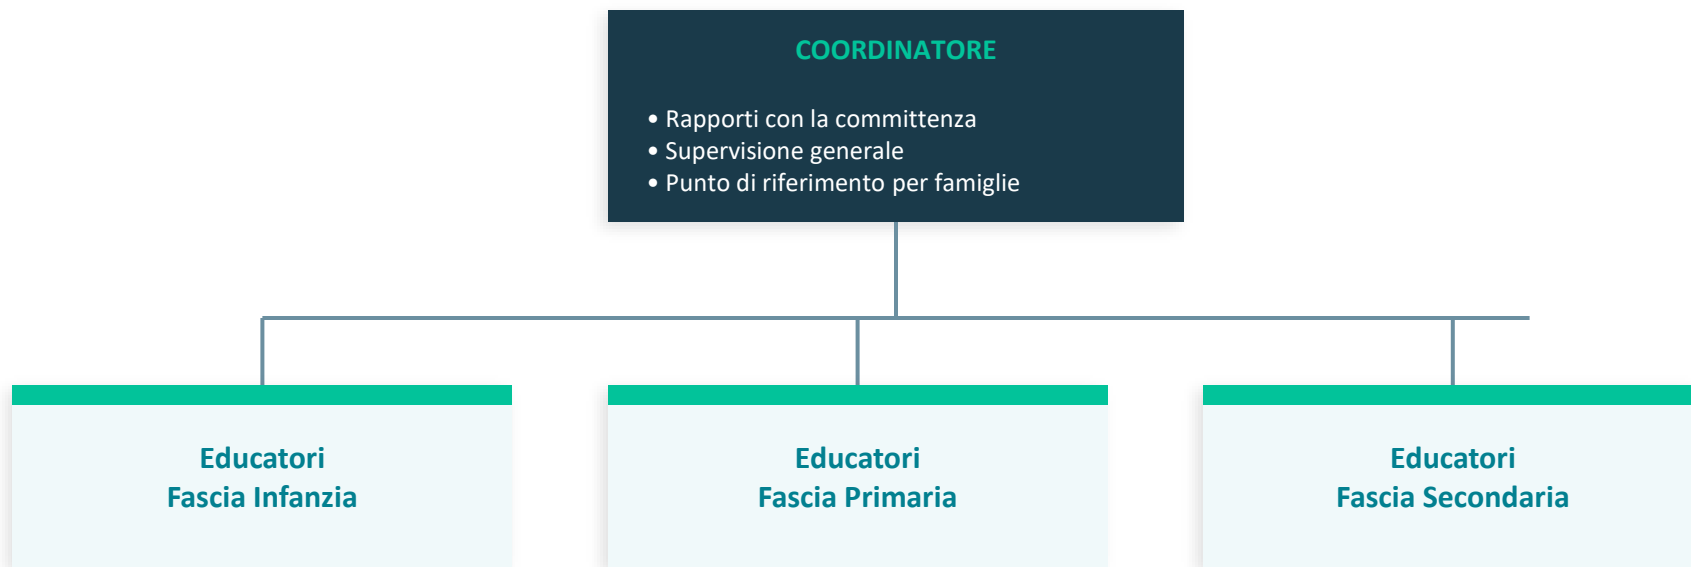 COORDINATORE
• Rapporti con la committenza
• Supervisione generale
• Punto di riferimento per famiglie
Educatori
Fascia Infanzia
Educatori
Fascia Primaria
Educatori
Fascia Secondaria